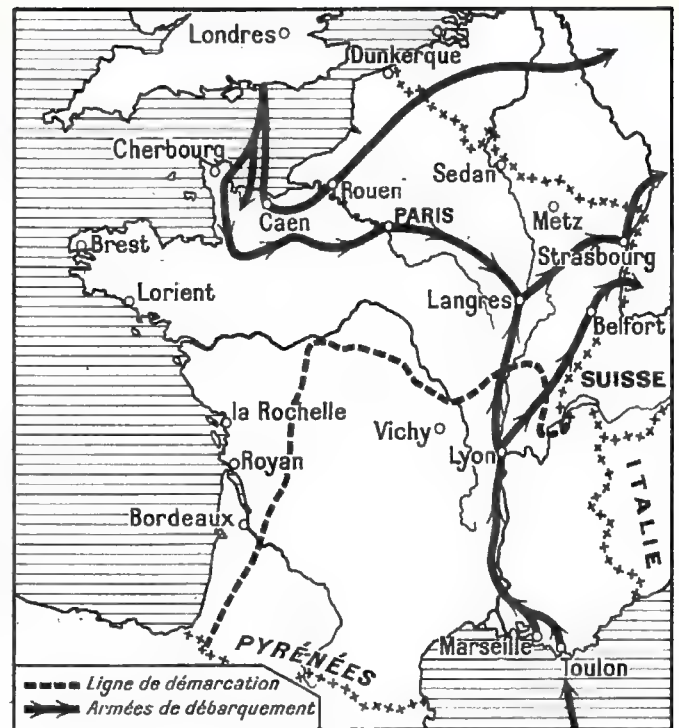 Londres
Dunkerque
Cherbourg
Sedan
Rouen
Caen
PARIS
Metz
Brest
Strasbourg
Lorient
Langres
Belfort
SUISSE
la Rochelle
Vichy
Lyon
Royan
ITALIE
Bordeaux
PYRÉNÉES
Marseille
Toulon
Ligne de démarcation
Armées de débarquement